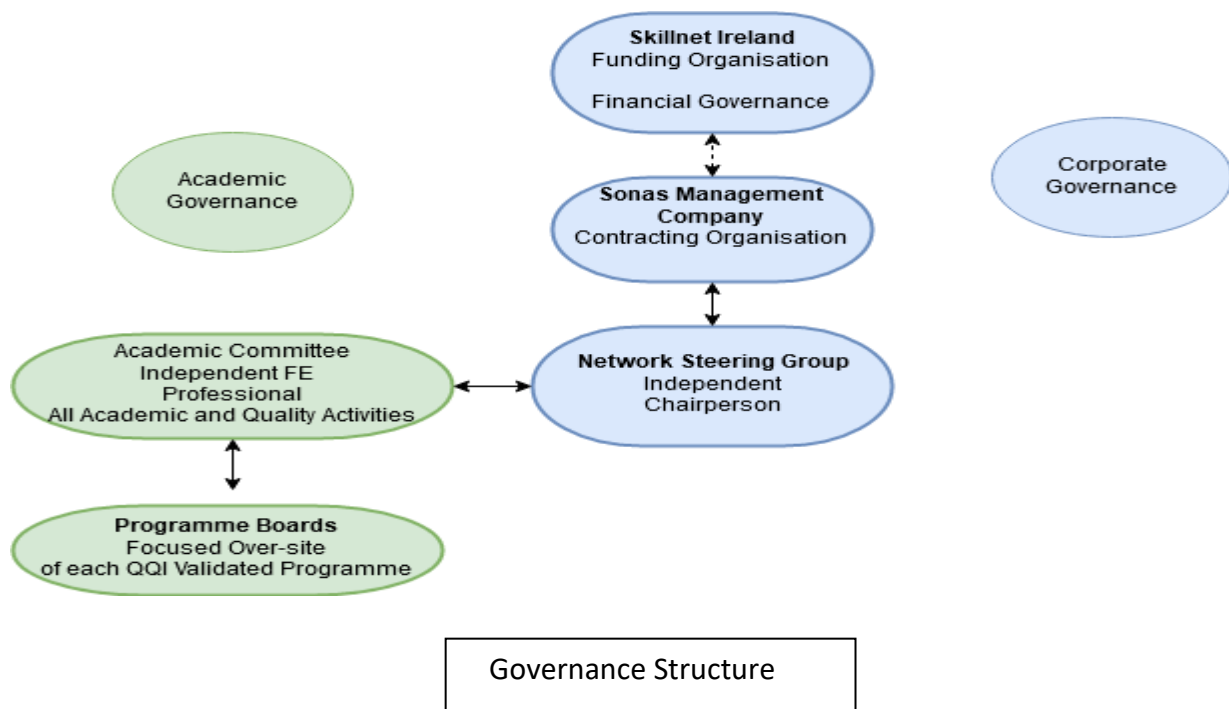 Skillnet Ireland
Funding Organisation
Financial Governance
Academic
Governance
Corporate
Governance
Sonas Management
Company
Contracting Organisation
Academic Committee
Independent FE
Professional
All Academic and Quality Activities
Network Steering Group
Independent
Chairperson
Programme Boards
Focused Over-site
of each QQI Validated Programme
Governance Structure